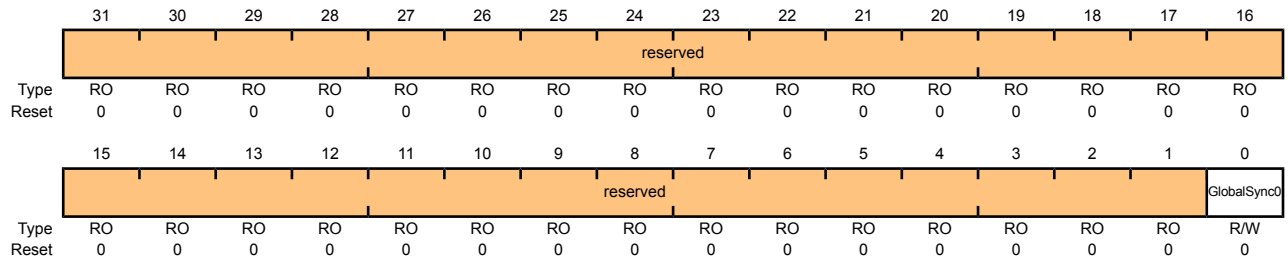 31 30 29 28 27 26 25 24 23 22 21 20 19 18 17 16
reserved
Type RO RO RO RO RO RO RO RO RO RO RO RO RO RO RO RO
Reset 0 0 0 0 0 0 0 0 0 0 0 0 0 0 0 0
15 14 13 12 11 10 9 8 7 6 5 4 3 2 1 0
reserved GlobalSync0
Type RO RO RO RO RO RO RO RO RO RO RO RO RO RO RO R/W
Reset 0 0 0 0 0 0 0 0 0 0 0 0 0 0 0 0